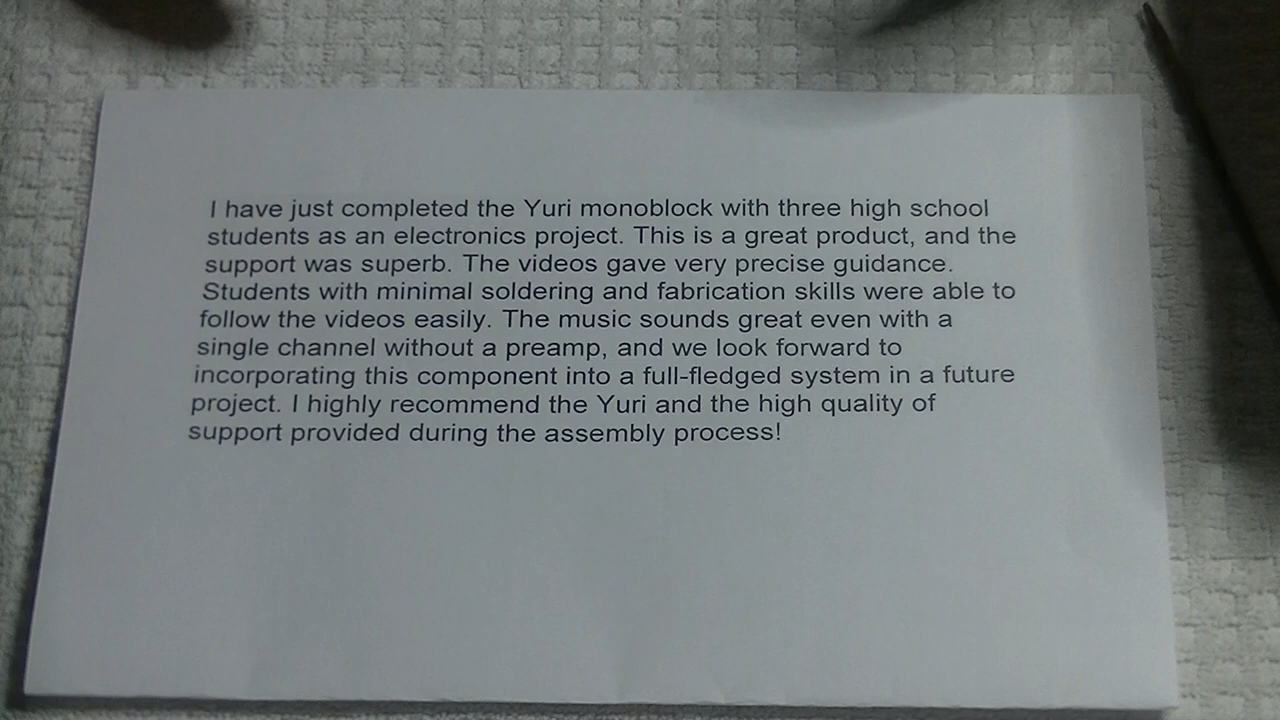 I have just completed the Yuri monoblock with three high school
students as an electronics project. This is a great product, and the
support was superb. The videos gave very precise guidance.
Students with minimal soldering and fabrication skills were able to
follow the videos easily. The music sounds great even with a
single channel without a preamp, and we look forward to
incorporating this component into a full-fledged system in a future
project. I highly recommend the Yuri and the high quality of
support provided during the assembly process!